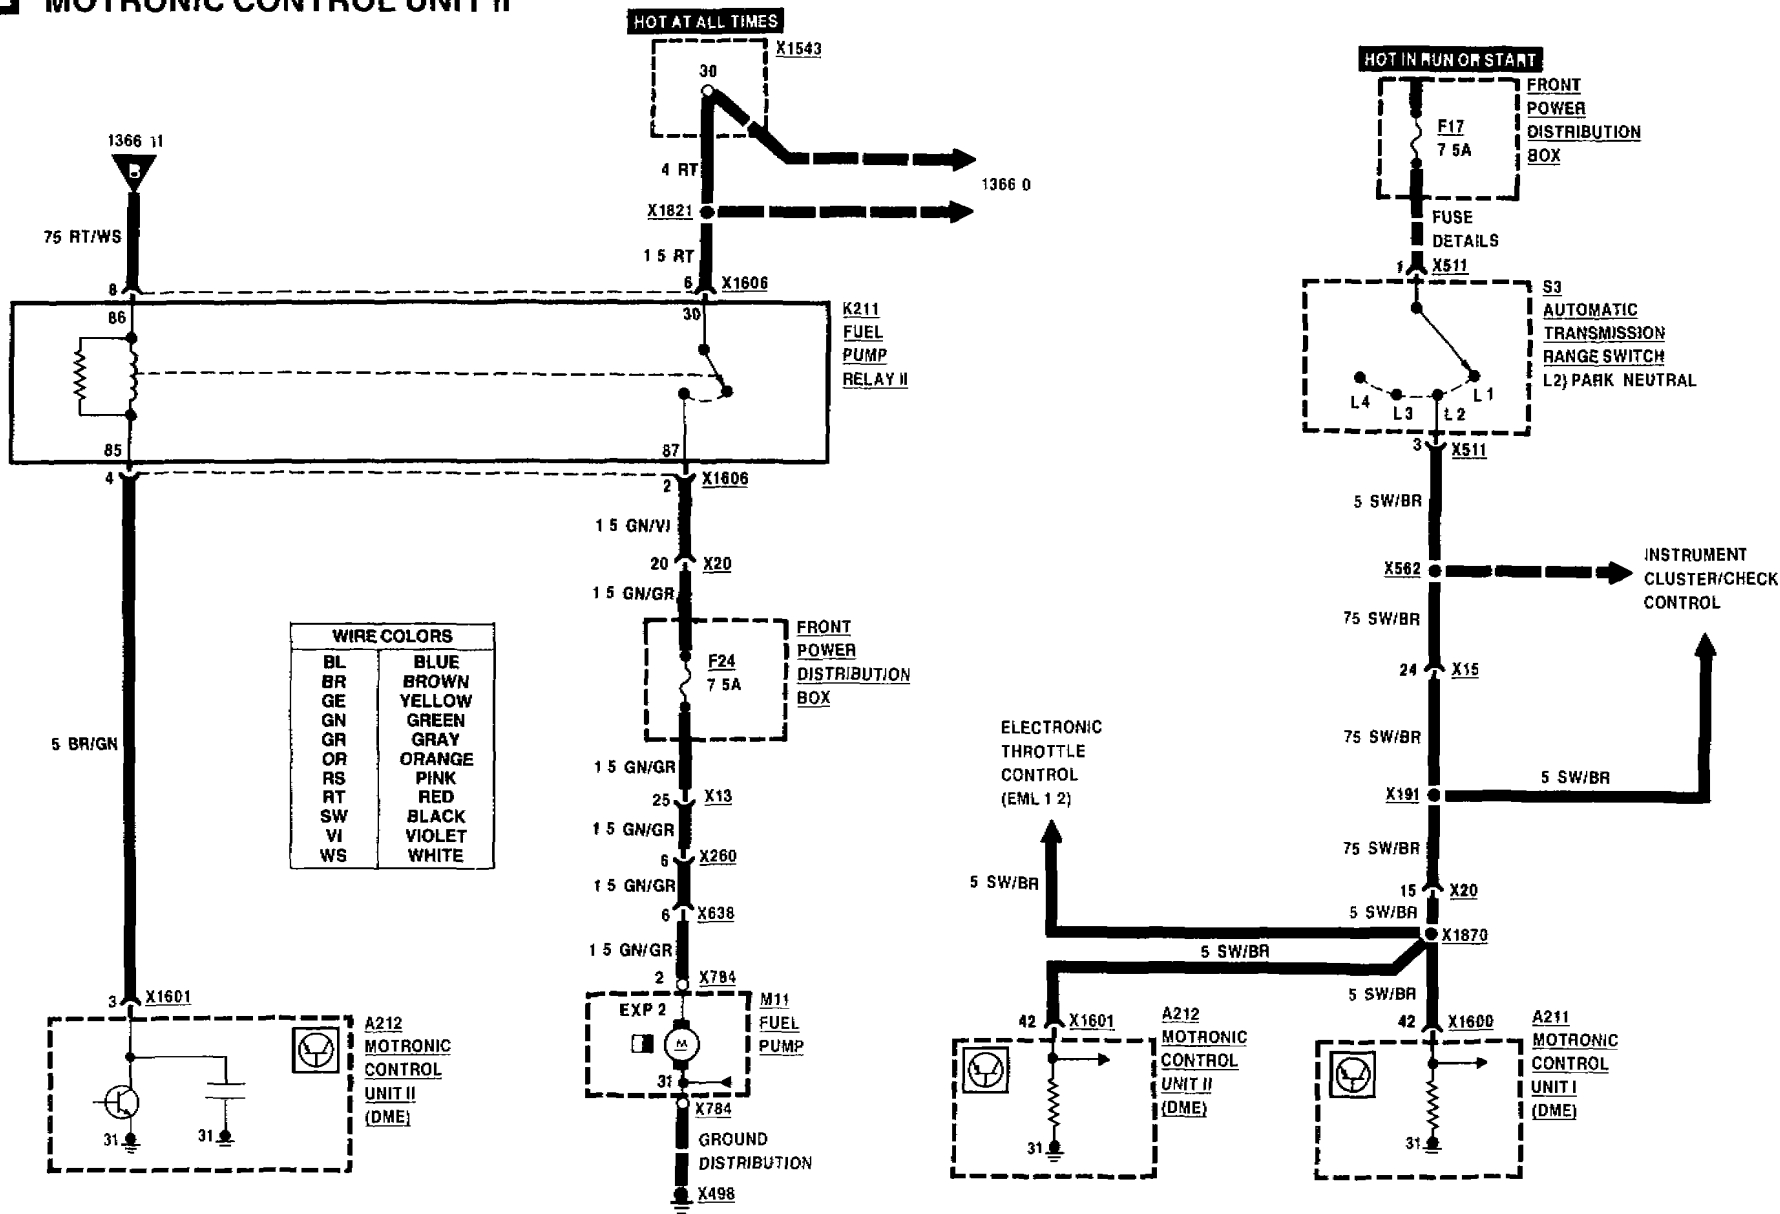 MOTRONIC CONTROL UNIT II
HOT AT ALL TIMES
X1543
30
4 RT
X1821
1 5 RT
6 X1606
1366 0
1366 11
B
75 RT/WS
8
86
30
K211
FUEL
PUMP
RELAY II
85
87
4
2 X1606
1 5 GN/VI
20 X20
1 5 GN/GR
FRONT
POWER
DISTRIBUTION
BOX
F24
7 5A
1 5 GN/GR
25 X13
1 5 GN/GR
6 X260
1 5 GN/GR
6 X638
1 5 GN/GR
2 X784
EXP 2
M
31
M11
FUEL
PUMP
X784
GROUND
DISTRIBUTION
X498
WIRE COLORS
BL BLUE
BR BROWN
GE YELLOW
GN GREEN
GR GRAY
OR ORANGE
RS PINK
RT RED
SW BLACK
VI VIOLET
WS WHITE
5 BR/GN
3 X1601
31
31
A212
MOTRONIC
CONTROL
UNIT II
(DME)
HOT IN RUN OR START
FRONT
POWER
DISTRIBUTION
BOX
F17
7 5A
FUSE
DETAILS
1 X511
S3
AUTOMATIC
TRANSMISSION
RANGE SWITCH
L2) PARK NEUTRAL
L4
L3
L2
L1
3 X511
5 SW/BR
X562
INSTRUMENT
CLUSTER/CHECK
CONTROL
75 SW/BR
24 X15
75 SW/BR
X191
5 SW/BR
75 SW/BR
15 X20
5 SW/BR
X1870
ELECTRONIC
THROTTLE
CONTROL
(EML 1 2)
5 SW/BR
5 SW/BR
5 SW/BR
42 X1601
31
A212
MOTRONIC
CONTROL
UNIT II
(DME)
42 X1600
31
A211
MOTRONIC
CONTROL
UNIT I
(DME)